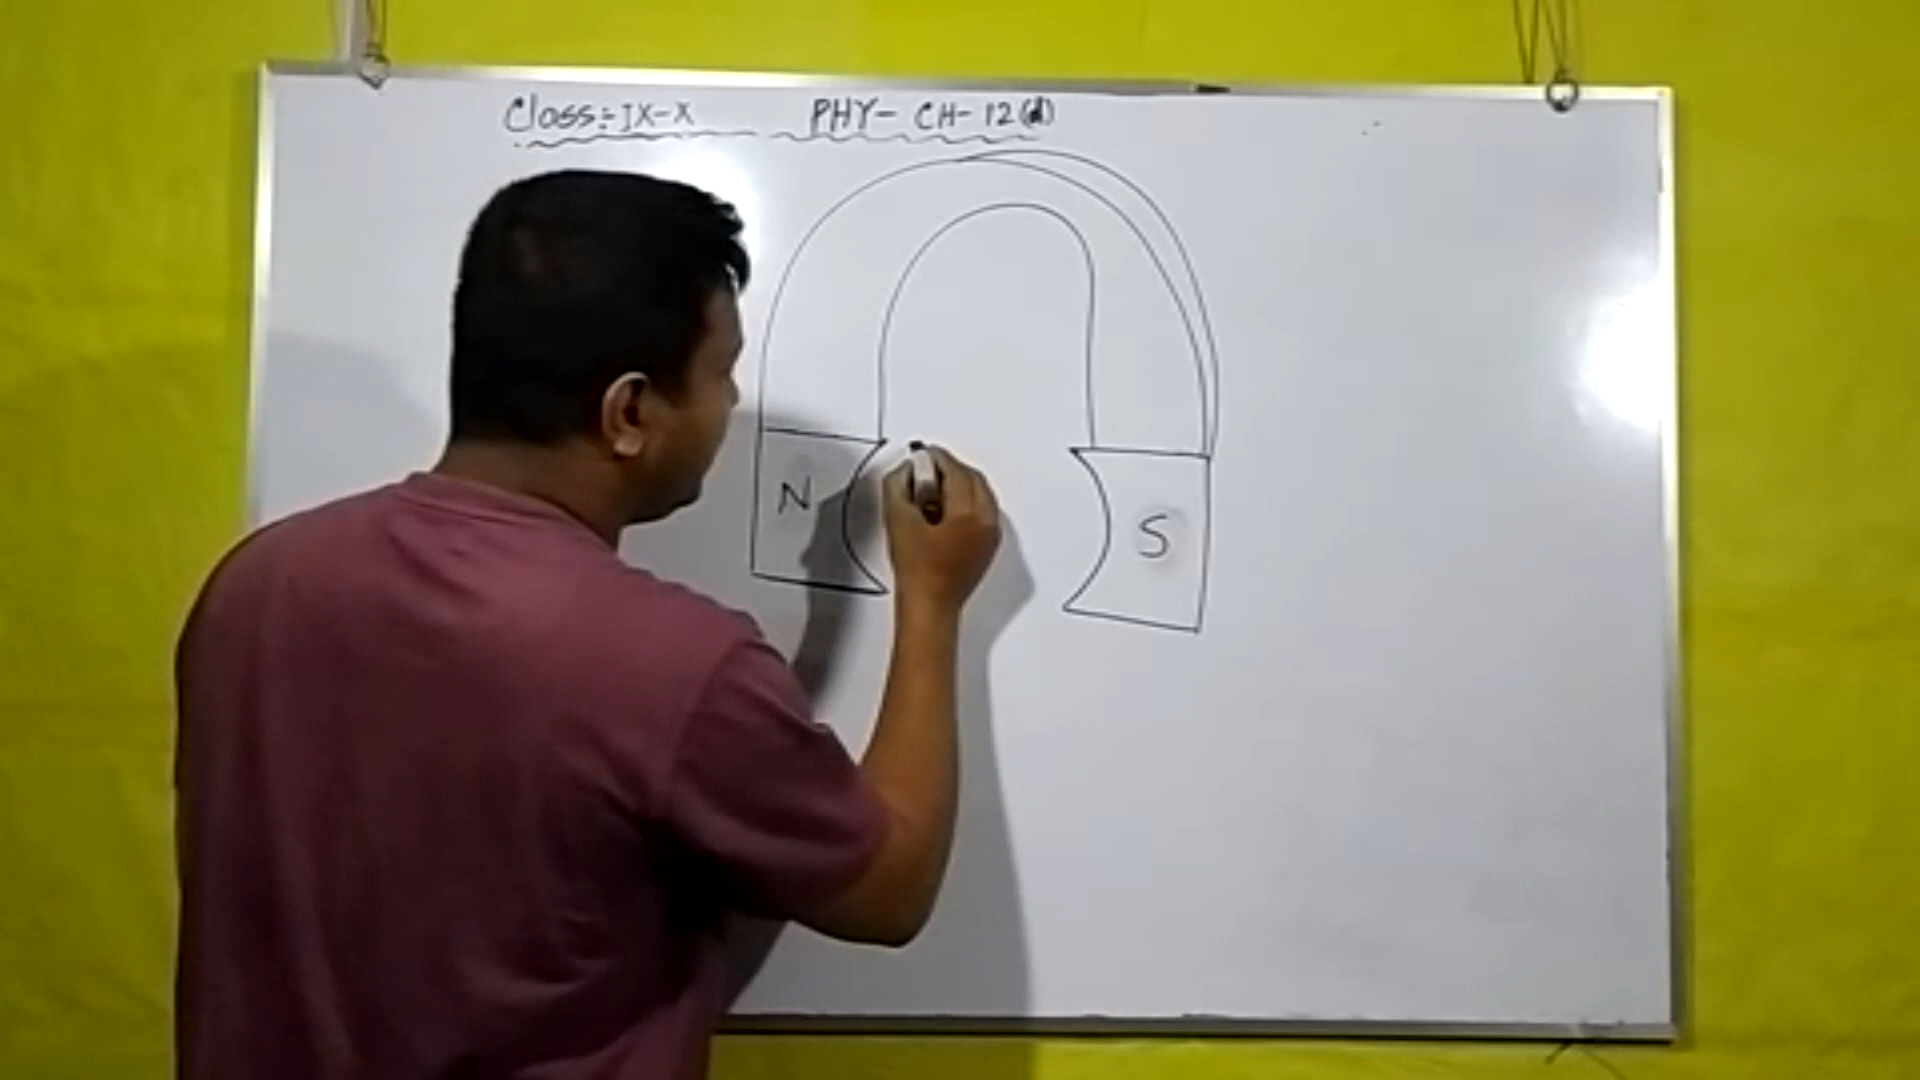 Class:- IX-X PHY- CH- 12(d)
N
S